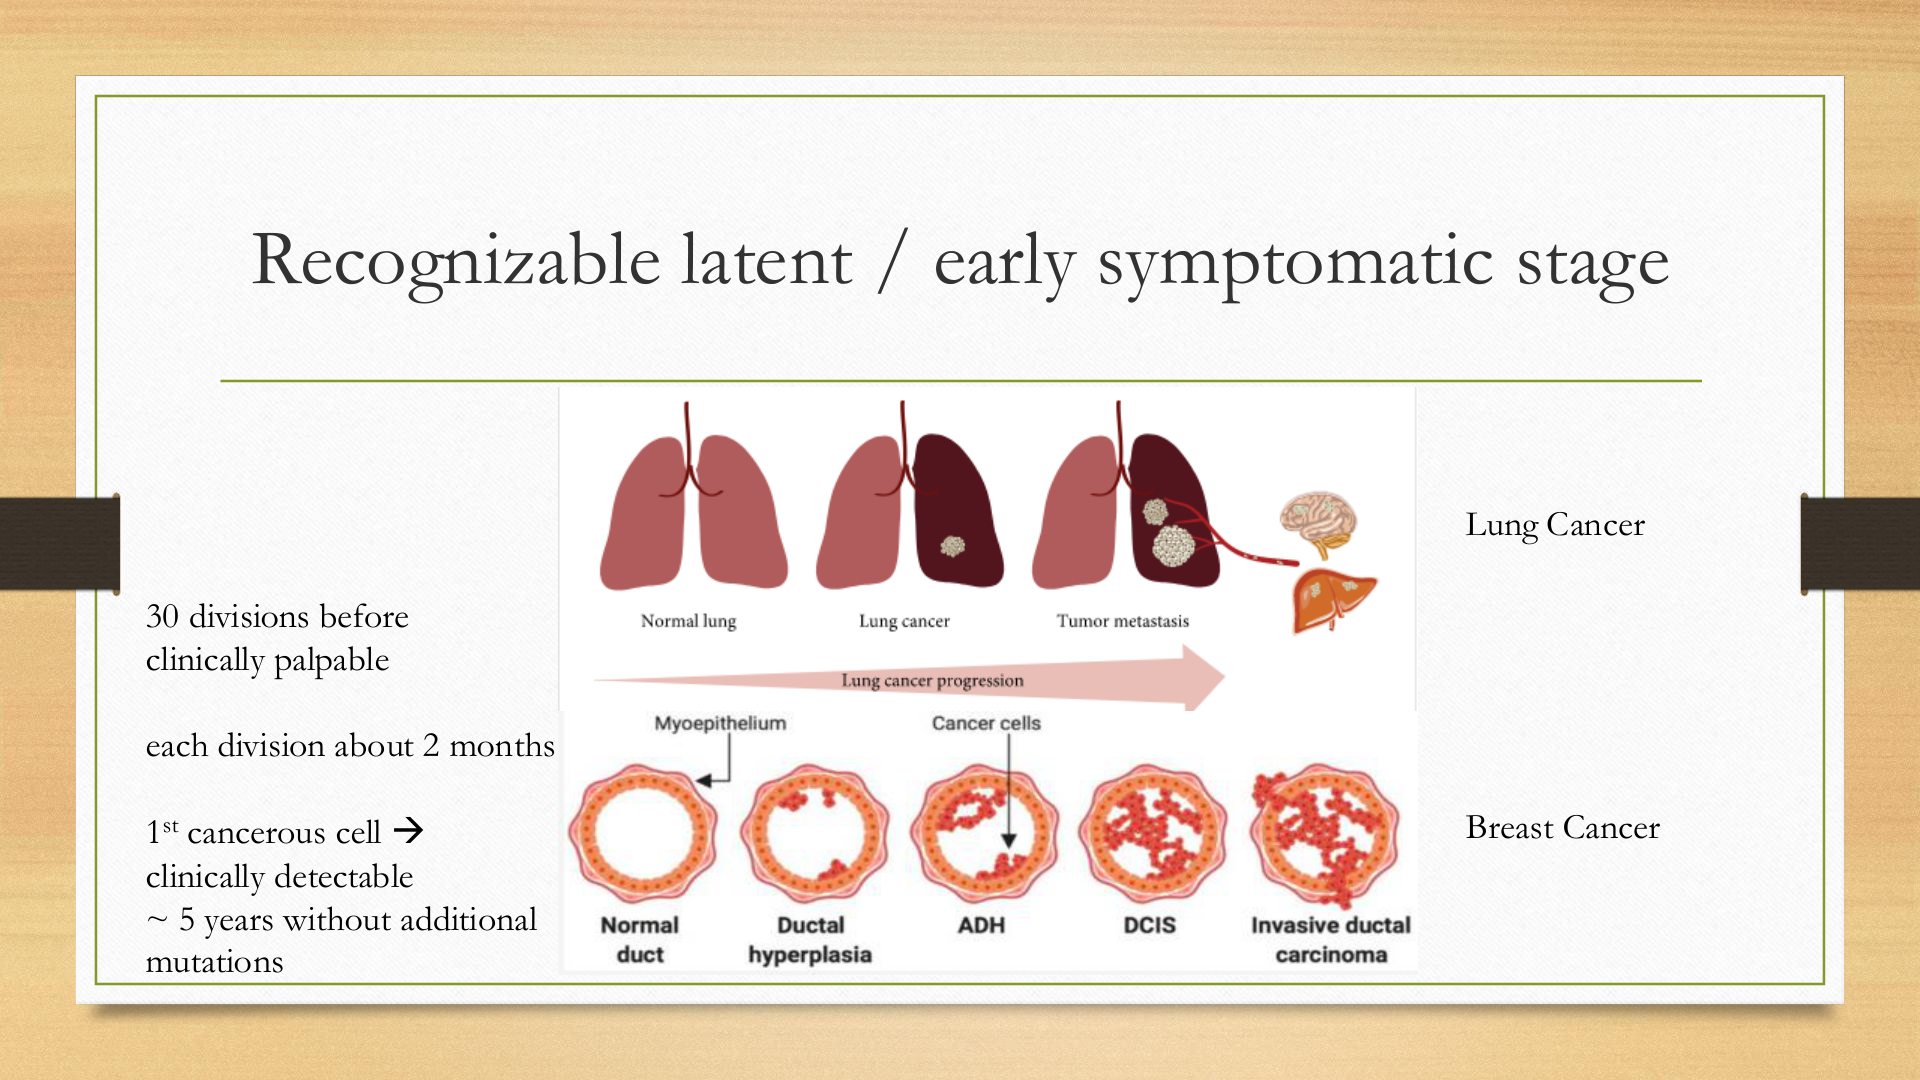 Recognizable latent / early symptomatic stage
30 divisions before
clinically palpable
each division about 2 months
1st cancerous cell →
clinically detectable
~ 5 years without additional
mutations
Normal lung
Lung cancer
Tumor metastasis
Lung cancer progression
Lung Cancer
Myoepithelium
Cancer cells
Normal
duct
Ductal
hyperplasia
ADH
DCIS
Invasive ductal
carcinoma
Breast Cancer